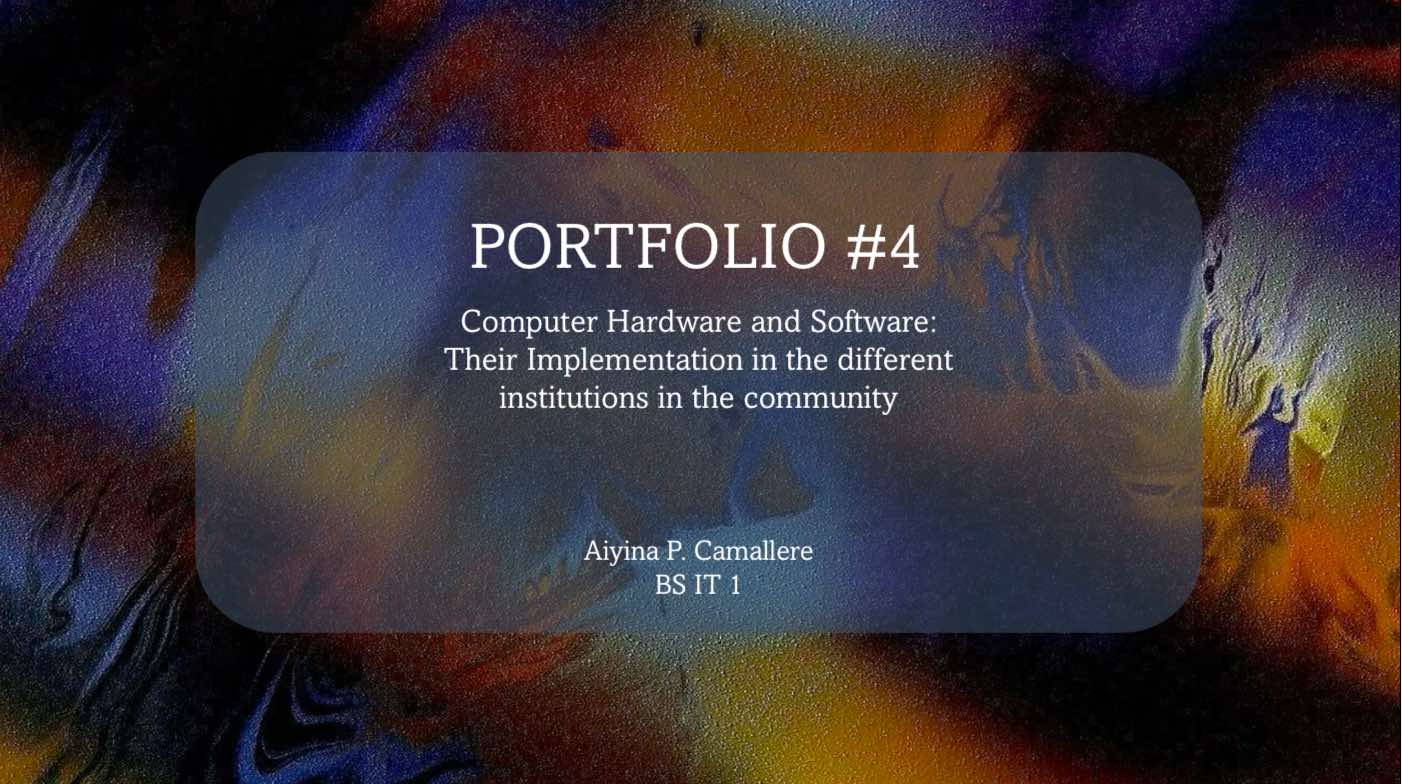 PORTFOLIO #4
Computer Hardware and Software:
Their Implementation in the different
institutions in the community
Aiyina P. Camallere
BS IT 1